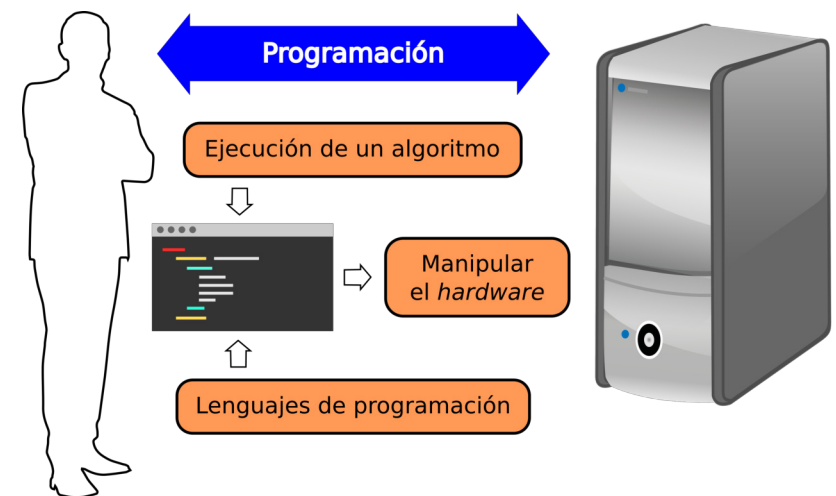 Programación
Ejecución de un algoritmo
Manipular
el hardware
Lenguajes de programación